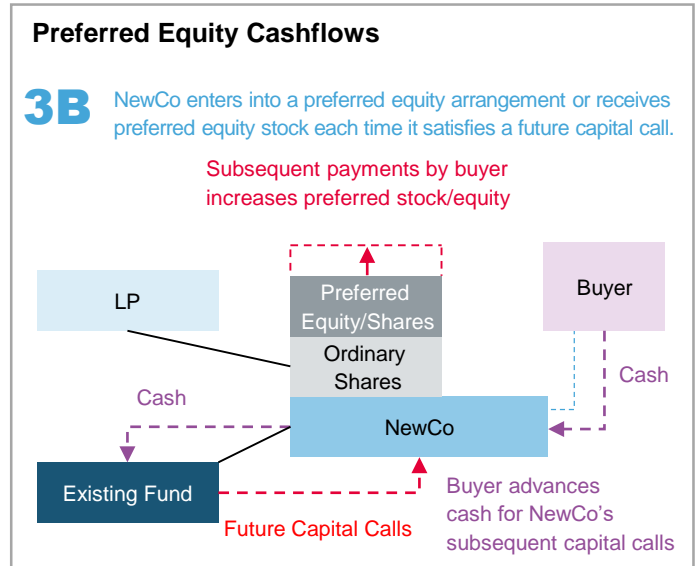 Preferred Equity Cashflows
3B
NewCo enters into a preferred equity arrangement or receives
preferred equity stock each time it satisfies a future capital call.
Subsequent payments by buyer
increases preferred stock/equity
LP
Preferred
Equity/Shares
Buyer
Ordinary
Shares
Cash
Cash
NewCo
Existing Fund
Future Capital Calls
Buyer advances
cash for NewCo’s
subsequent capital calls